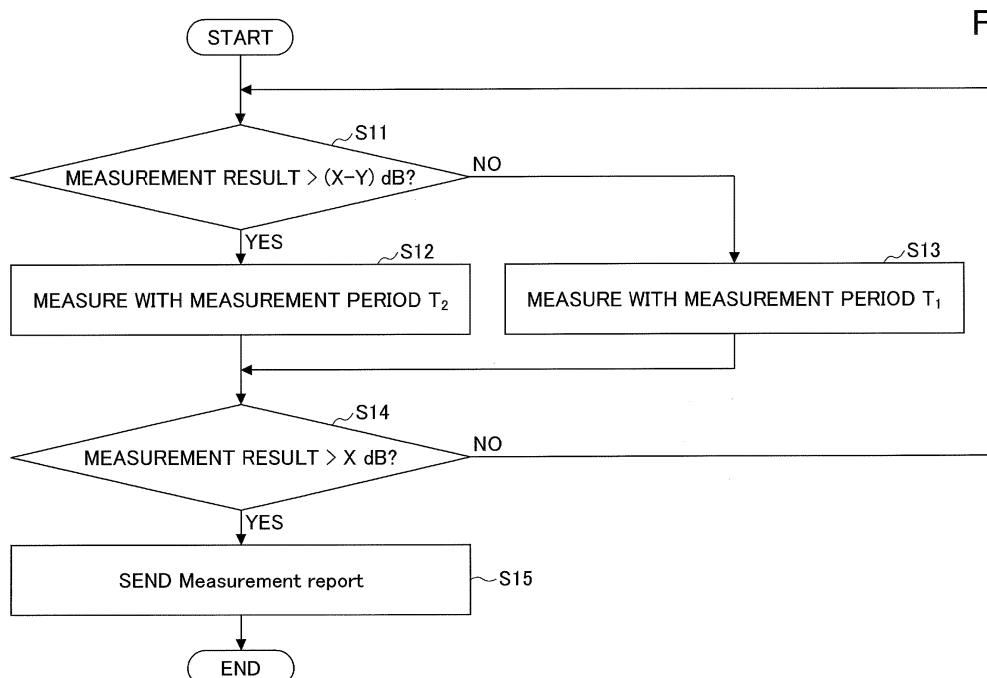 F
START
S11
MEASUREMENT RESULT > (X-Y) dB?
NO
YES
S12
MEASURE WITH MEASUREMENT PERIOD T₂
S13
MEASURE WITH MEASUREMENT PERIOD T₁
S14
MEASUREMENT RESULT > X dB?
NO
YES
SEND Measurement report
S15
END